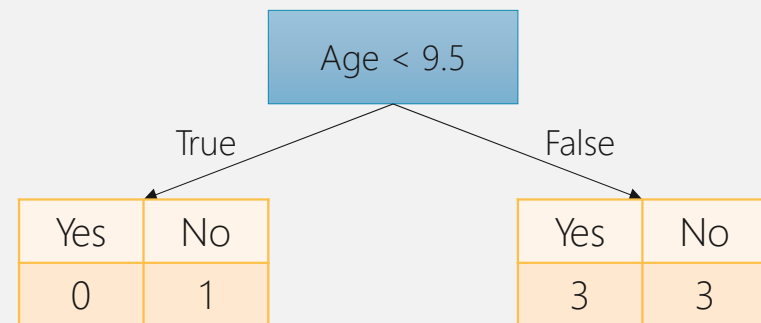 Age < 9.5
True False
Yes No Yes No
0 1 3 3